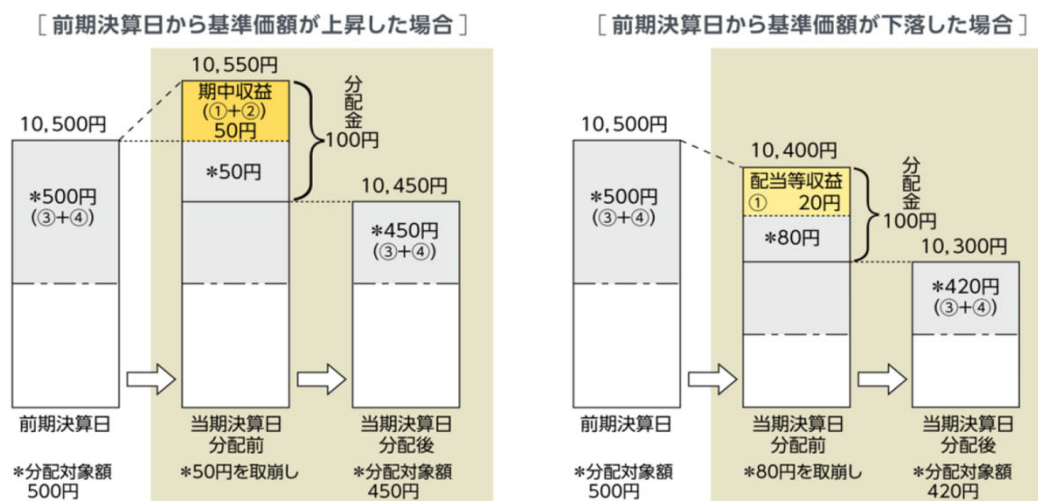 [前期決算日から基準価額が上昇した場合]
10,550円
期中収益
(①+②)
50円
分配金
100円
10,500円
*50円
10,450円
*500円
(③+④)
*450円
(③+④)
前期決算日
当期決算日
分配前
当期決算日
分配後
*分配対象額
500円
*50円を取崩し
*分配対象額
450円
[前期決算日から基準価額が下落した場合]
10,500円
10,400円
配当等収益
① 20円
分配金
100円
*500円
(③+④)
*80円
10,300円
*420円
(③+④)
前期決算日
当期決算日
分配前
当期決算日
分配後
*分配対象額
500円
*80円を取崩し
*分配対象額
420円